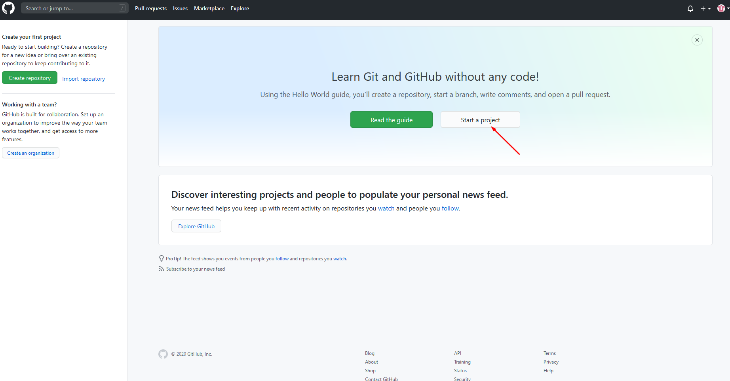 Search or jump to... /
Pull requests Issues Marketplace Explore
Create your first project
Ready to start building? Create a repository
for a new idea or bring over an existing
repository to keep contributing to it.
Create repository Import repository
Working with a team?
GitHub is built for collaboration. Set up an
organization to improve the way your team
works together, and get access to more
features.
Create an organization
Learn Git and GitHub without any code!
Using the Hello World guide, you'll create a repository, start a branch, write comments, and open a pull request.
Read the guide Start a project
Discover interesting projects and people to populate your personal news feed.
Your news feed helps you keep up with recent activity on repositories you watch and people you follow.
Explore GitHub
ProTip! The feed shows you events from people you follow and repositories you watch.
Subscribe to your news feed
© 2020 GitHub, Inc.
Blog API Terms
About Training Privacy
Shop Status Help
Contact GitHub Security